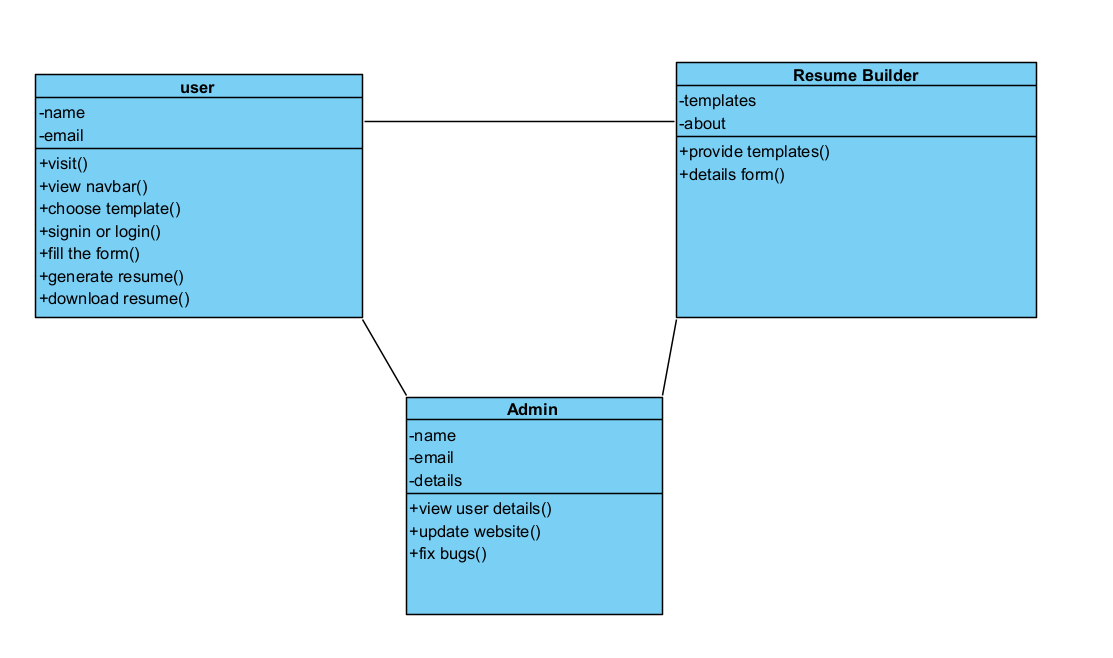 user
-name
-email
+visit()
+view navbar()
+choose template()
+signin or login()
+fill the form()
+generate resume()
+download resume()
Resume Builder
-templates
-about
+provide templates()
+details form()
Admin
-name
-email
-details
+view user details()
+update website()
+fix bugs()